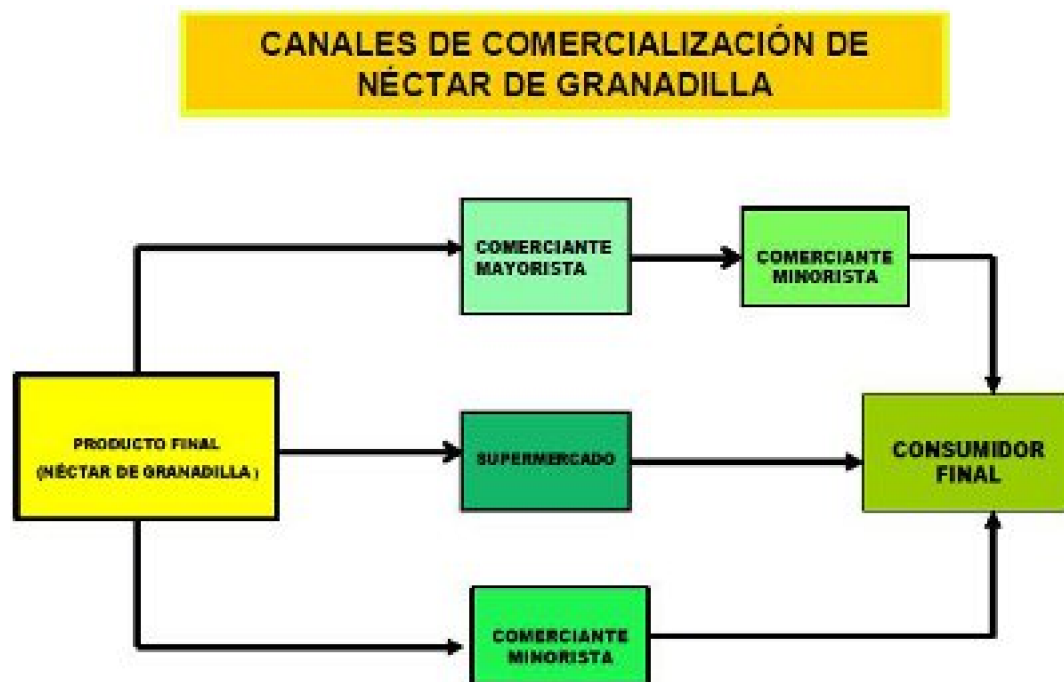 CANALES DE COMERCIALIZACIÓN DE
NÉCTAR DE GRANADILLA
COMERCIANTE
MAYORISTA
COMERCIANTE
MINORISTA
PRODUCTO FINAL
(NÉCTAR DE GRANADILLA)
SUPERMERCADO
CONSUMIDOR
FINAL
COMERCIANTE
MINORISTA